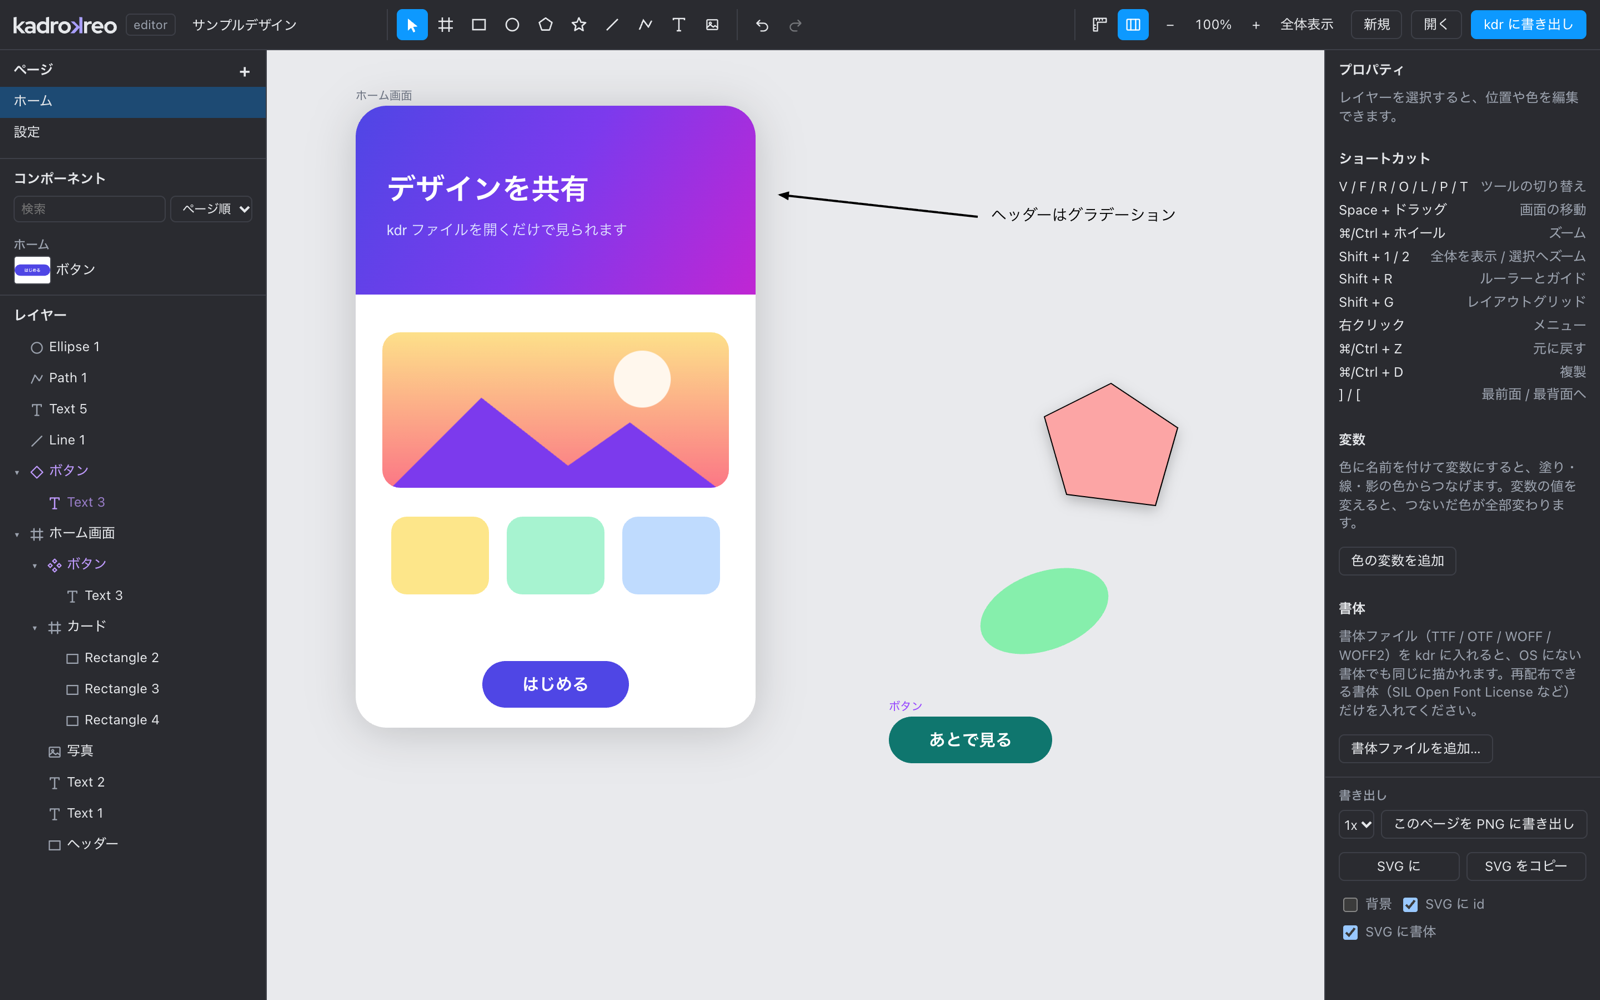 kadrokreo editor サンプルデザイン
− 100% + 全体表示 新規 開く kdr に書き出し
ページ +
ホーム
設定
コンポーネント
検索 ページ順
ホーム
はじめる ボタン
レイヤー
Ellipse 1
Path 1
Text 5
Line 1
ボタン
Text 3
ホーム画面
ボタン
Text 3
カード
Rectangle 2
Rectangle 3
Rectangle 4
写真
Text 2
Text 1
ヘッダー
ホーム画面
デザインを共有
kdr ファイルを開くだけで見られます
ヘッダーはグラデーション
はじめる
ボタン
あとで見る
プロパティ
レイヤーを選択すると、位置や色を編集
できます。
ショートカット
V / F / R / O / L / P / T ツールの切り替え
Space + ドラッグ 画面の移動
⌘/Ctrl + ホイール ズーム
Shift + 1 / 2 全体を表示 / 選択へズーム
Shift + R ルーラーとガイド
Shift + G レイアウトグリッド
右クリック メニュー
⌘/Ctrl + Z 元に戻す
⌘/Ctrl + D 複製
] / [ 最前面 / 最背面へ
変数
色に名前を付けて変数にすると、塗り・
線・影の色からつなげます。変数の値を
変えると、つないだ色が全部変わりま
す。
色の変数を追加
書体
書体ファイル（TTF / OTF / WOFF /
WOFF2）を kdr に入れると、OS にない
書体でも同じに描かれます。再配布でき
る書体（SIL Open Font License など）
だけを入れてください。
書体ファイルを追加...
書き出し
1x このページを PNG に書き出し
SVG に SVG をコピー
背景 SVG に id
SVG に書体